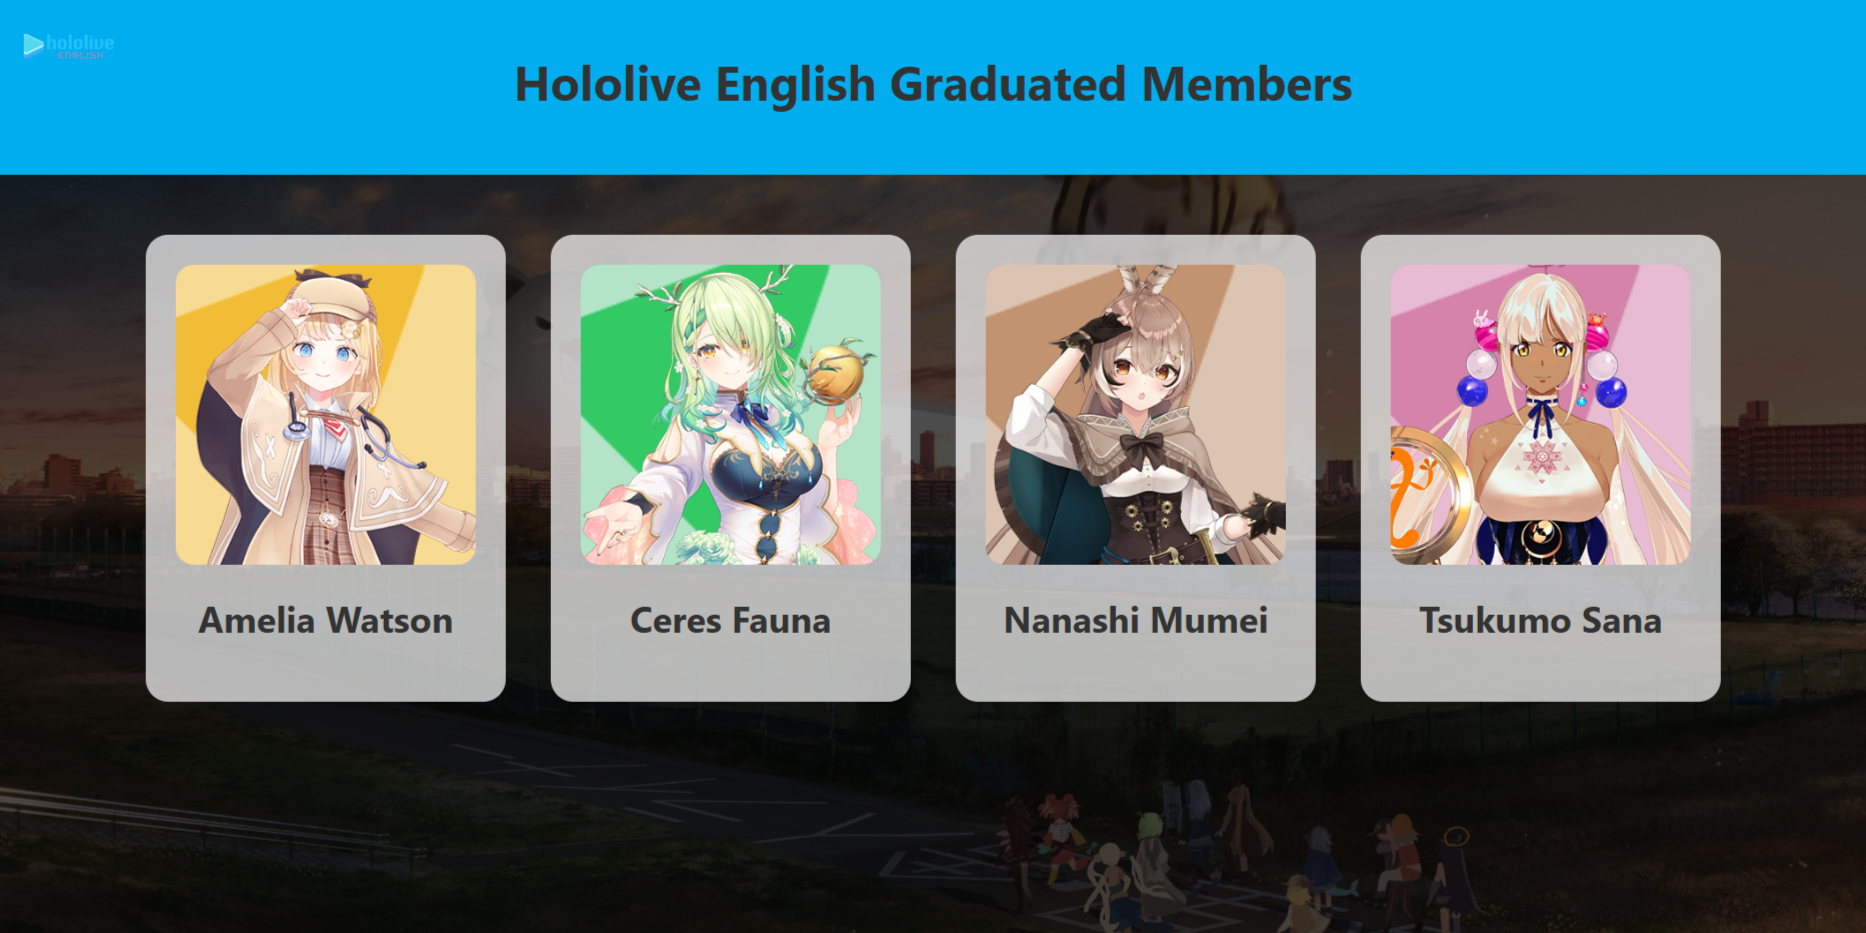 hololive
ENGLISH
Hololive English Graduated Members
Amelia Watson
Ceres Fauna
Nanashi Mumei
Tsukumo Sana